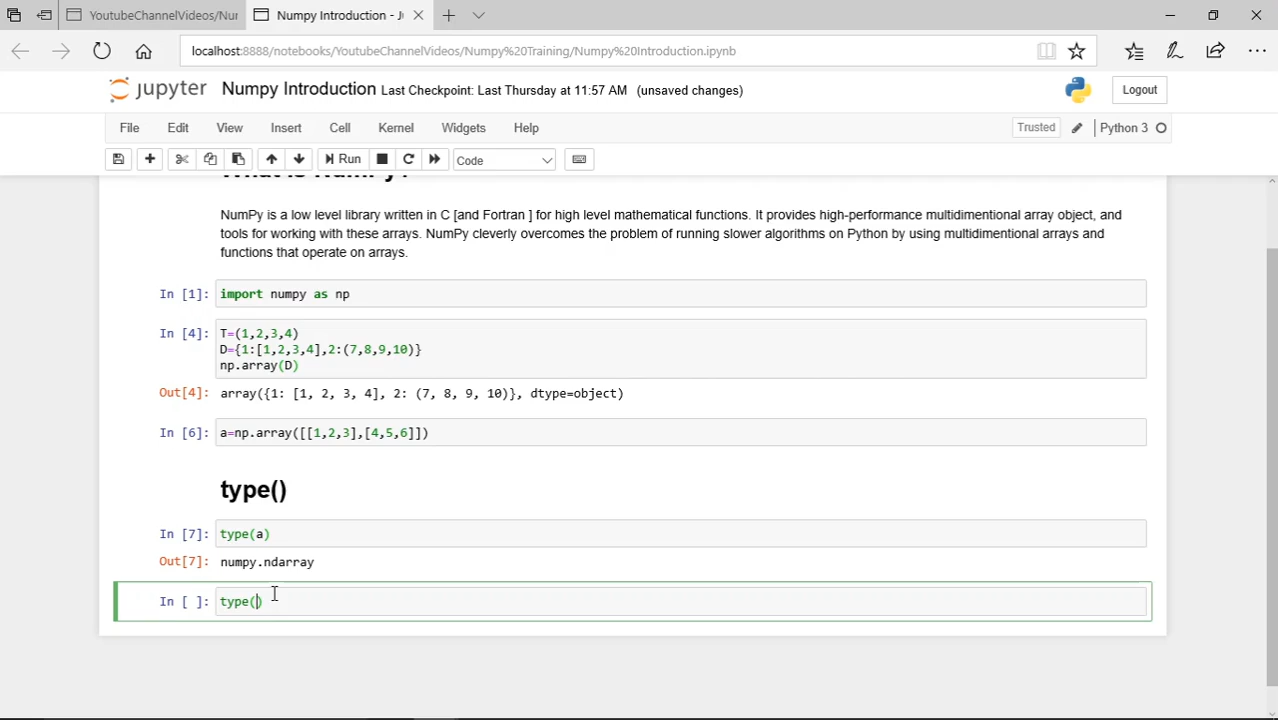 YoutubeChannelVideos/Nur
Numpy Introduction - J
localhost:8888/notebooks/YoutubeChannelVideos/Numpy%20Training/Numpy%20Introduction.ipynb
jupyter Numpy Introduction Last Checkpoint: Last Thursday at 11:57 AM (unsaved changes)
Logout
File Edit View Insert Cell Kernel Widgets Help
Trusted Python 3
Run Code
What is NumPy?
NumPy is a low level library written in C [and Fortran ] for high level mathematical functions. It provides high-performance multidimentional array object, and
tools for working with these arrays. NumPy cleverly overcomes the problem of running slower algorithms on Python by using multidimentional arrays and
functions that operate on arrays.
In [1]: import numpy as np
In [4]: T=(1,2,3,4)
D={1:[1,2,3,4],2:(7,8,9,10)}
np.array(D)
Out[4]: array({1: [1, 2, 3, 4], 2: (7, 8, 9, 10)}, dtype=object)
In [6]: a=np.array([[1,2,3],[4,5,6]])
type()
In [7]: type(a)
Out[7]: numpy.ndarray
In [ ]: type()